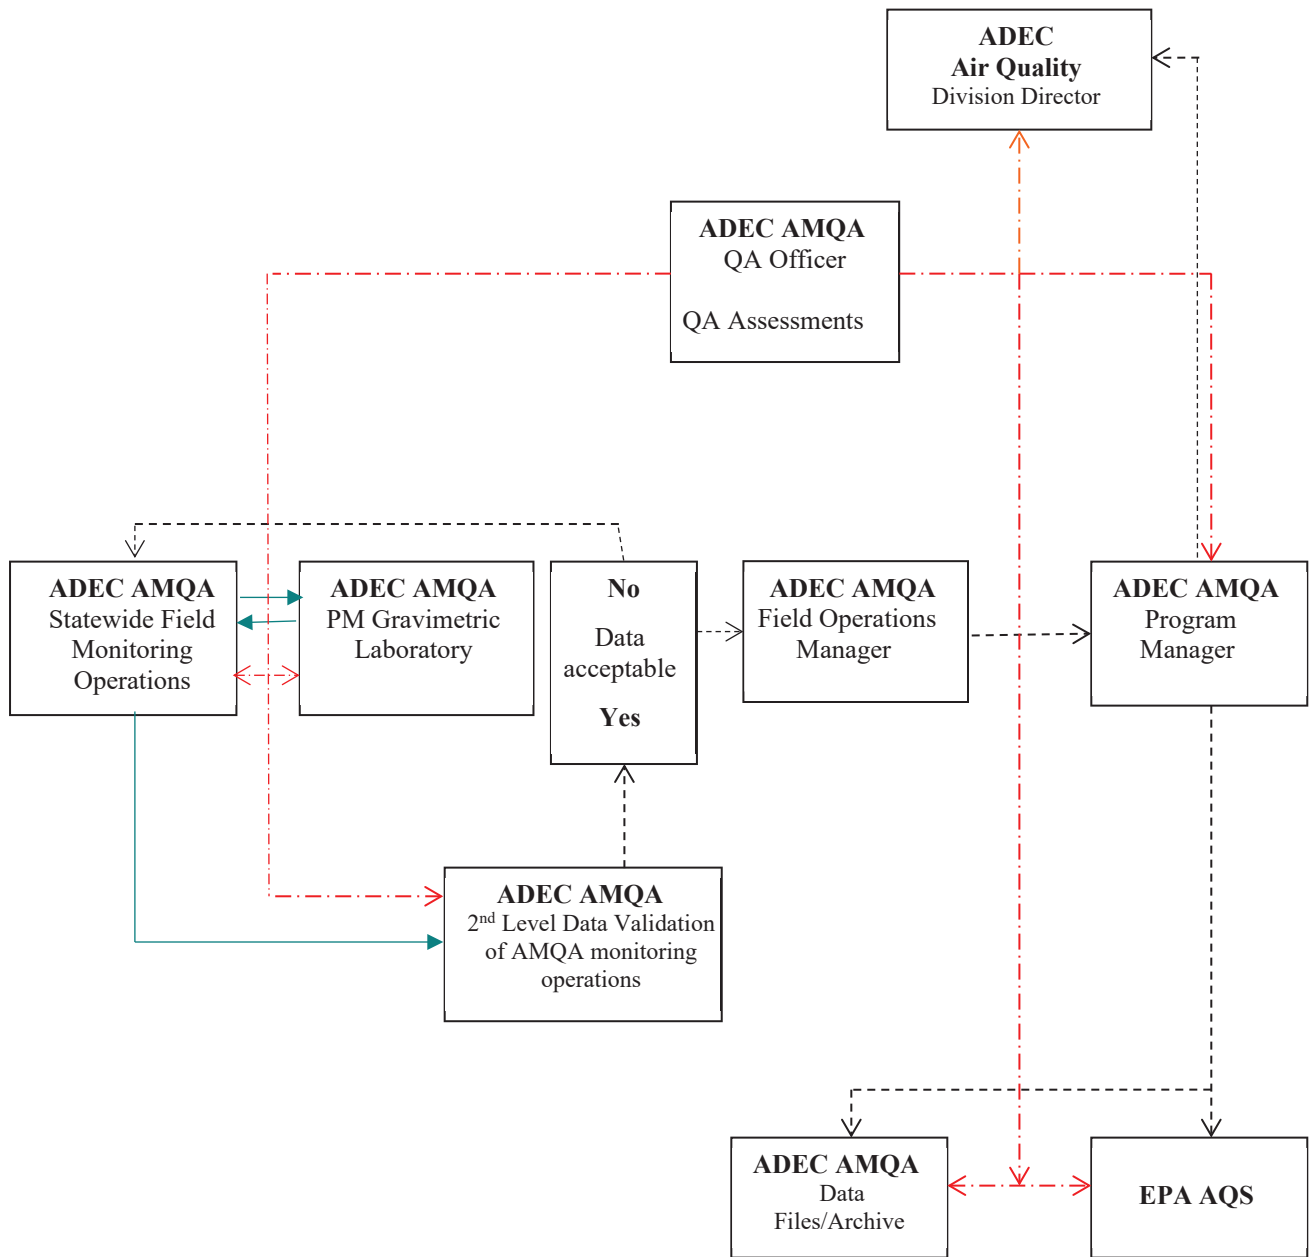 ADEC
Air Quality
Division Director
ADEC AMQA
QA Officer
QA Assessments
ADEC AMQA
Statewide Field
Monitoring
Operations
ADEC AMQA
PM Gravimetric
Laboratory
No
Data
acceptable
Yes
ADEC AMQA
Field Operations
Manager
ADEC AMQA
Program
Manager
ADEC AMQA
2nd Level Data Validation
of AMQA monitoring
operations
ADEC AMQA
Data
Files/Archive
EPA AQS